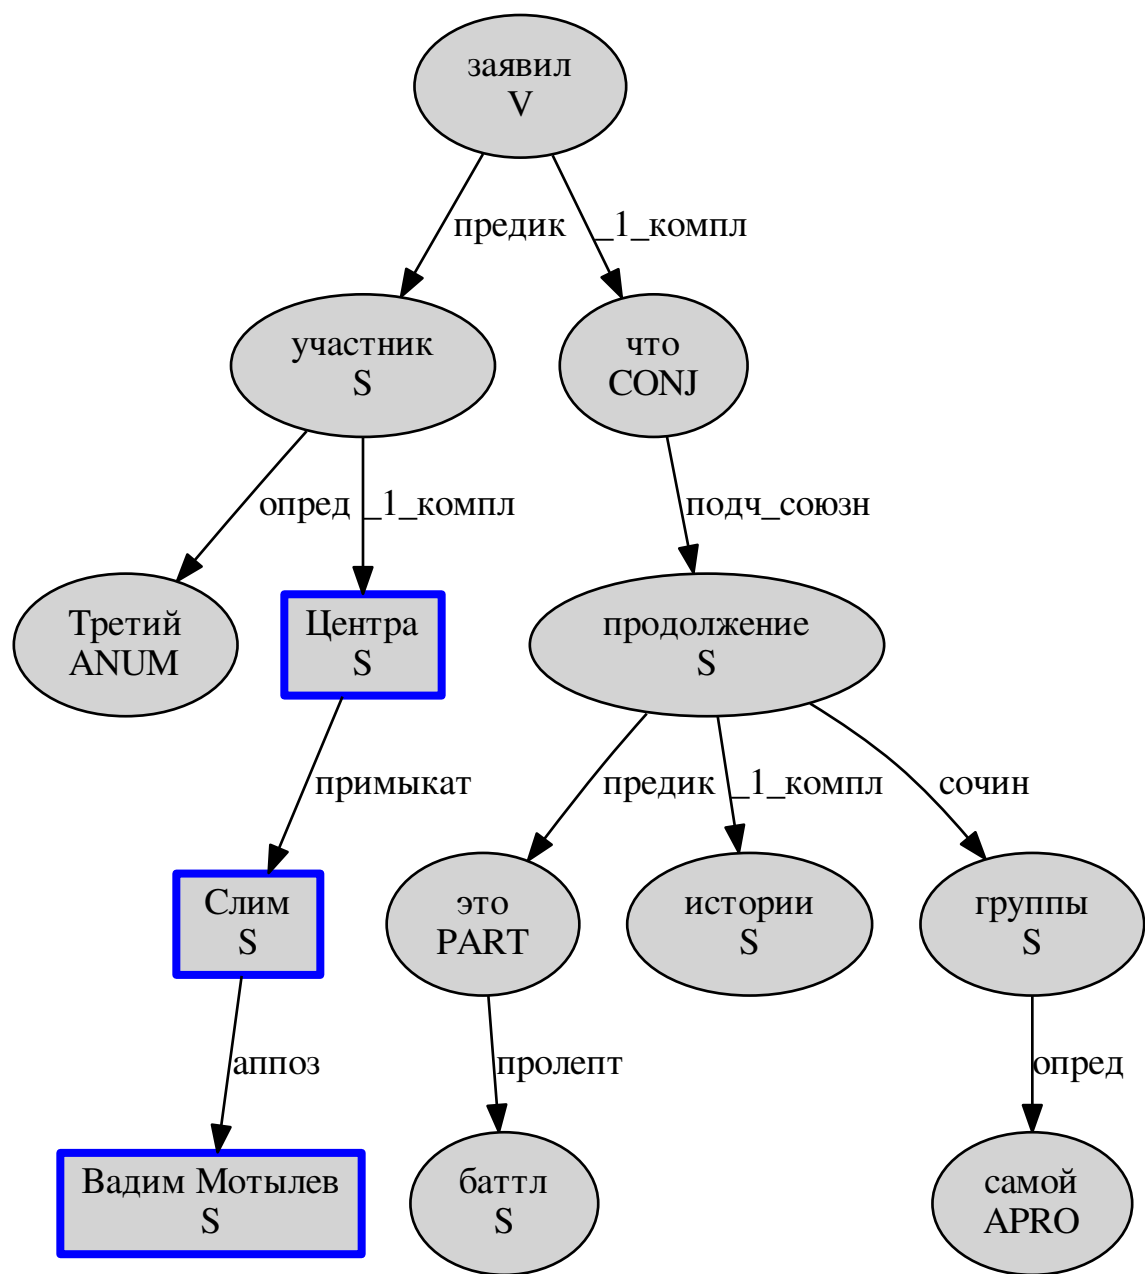 заявил
V
предик
_1_компл
участник
S
что
CONJ
опред
_1_компл
подч_союзн
Третий
ANUM
Центра
S
продолжение
S
примыкат
предик
_1_компл
сочин
Слим
S
это
PART
истории
S
группы
S
аппоз
пролепт
опред
Вадим Мотылев
S
баттл
S
самой
APRO